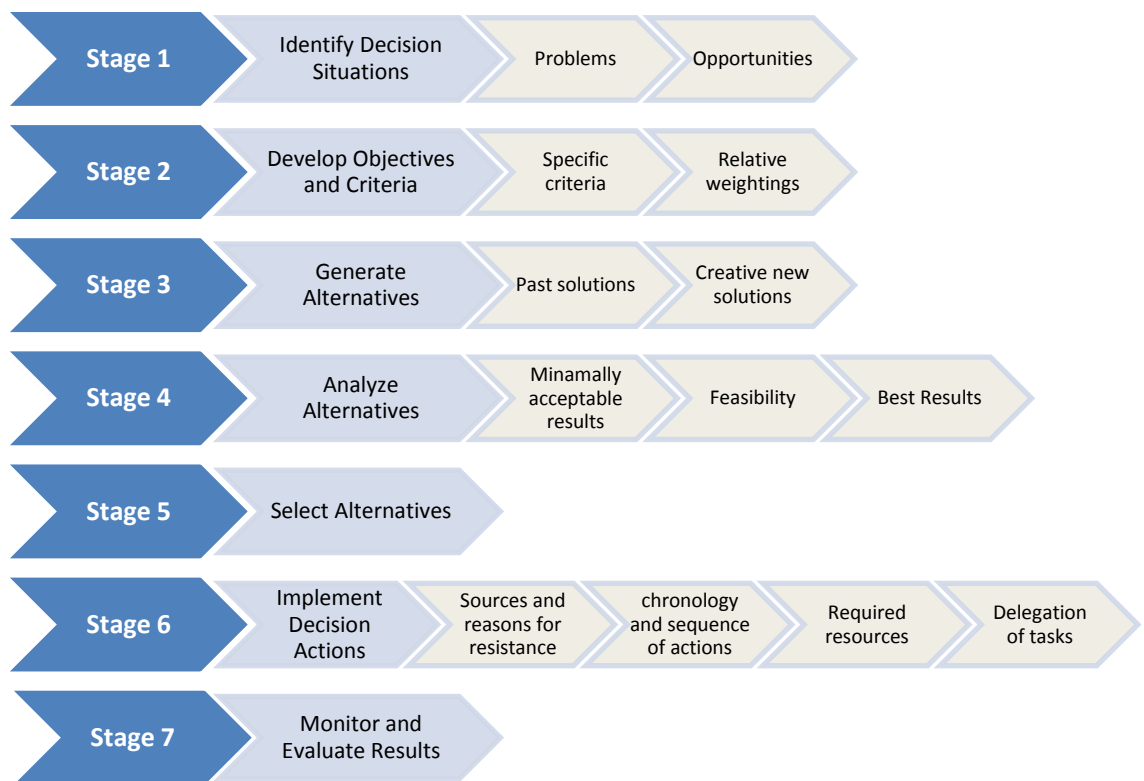 Stage 1
Identify Decision
Situations
Problems
Opportunities
Stage 2
Develop Objectives
and Criteria
Specific
criteria
Relative
weightings
Stage 3
Generate
Alternatives
Past solutions
Creative new
solutions
Stage 4
Analyze
Alternatives
Minamally
acceptable
results
Feasibility
Best Results
Stage 5
Select Alternatives
Stage 6
Implement
Decision
Actions
Sources and
reasons for
resistance
chronology
and sequence
of actions
Required
resources
Delegation
of tasks
Stage 7
Monitor and
Evaluate Results